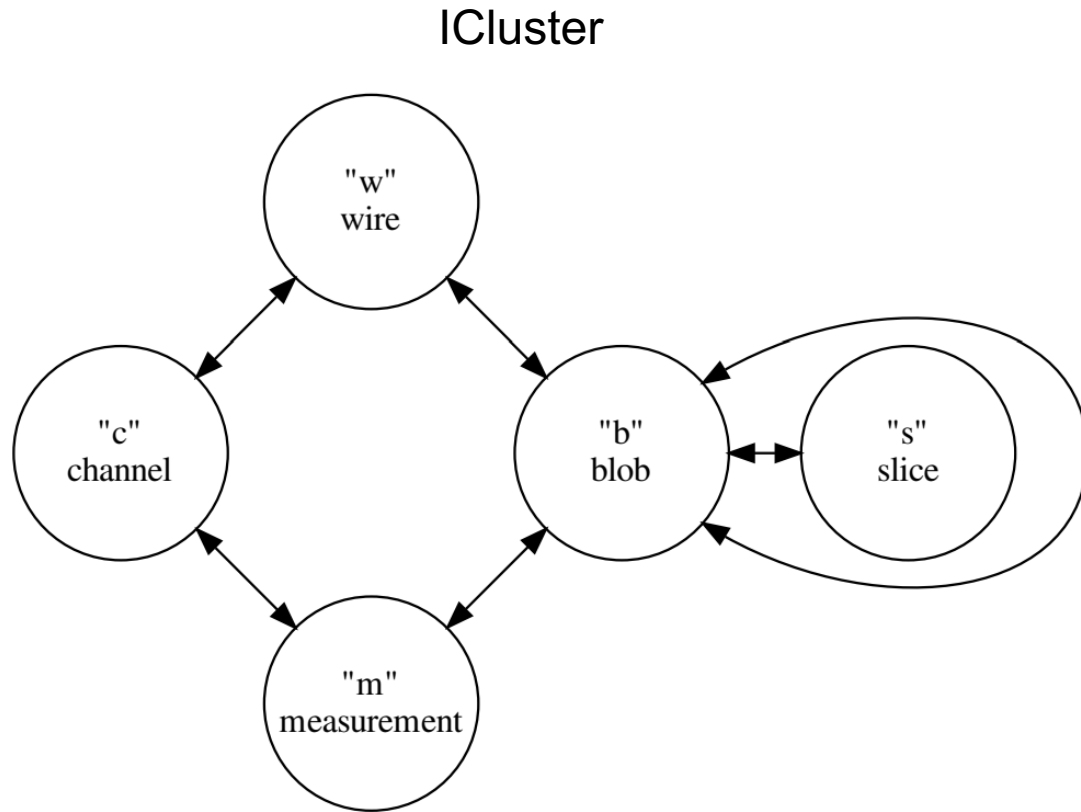 ICluster
"w"
wire
"c"
channel
"b"
blob
"s"
slice
"m"
measurement